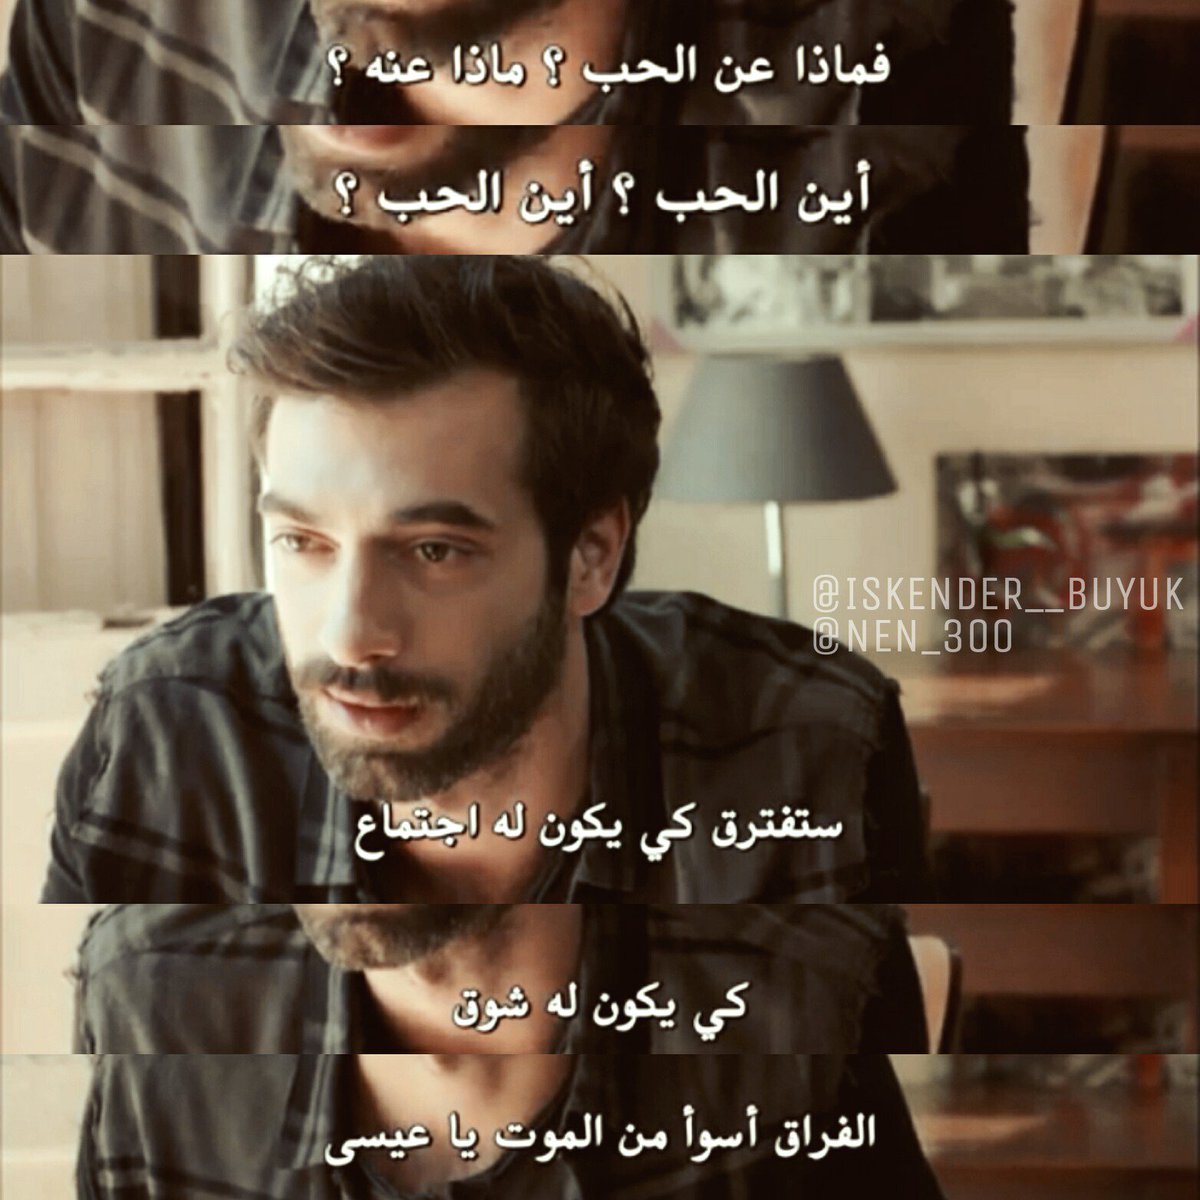 فماذا عن الحب ؟ ماذا عنه ؟
أين الحب ؟ أين الحب ؟
@ISKENDER__BUYUK
@NEN_300
ستفترق كي يكون له اجتماع
كي يكون له شوق
الفراق أسوأ من الموت يا عيسى